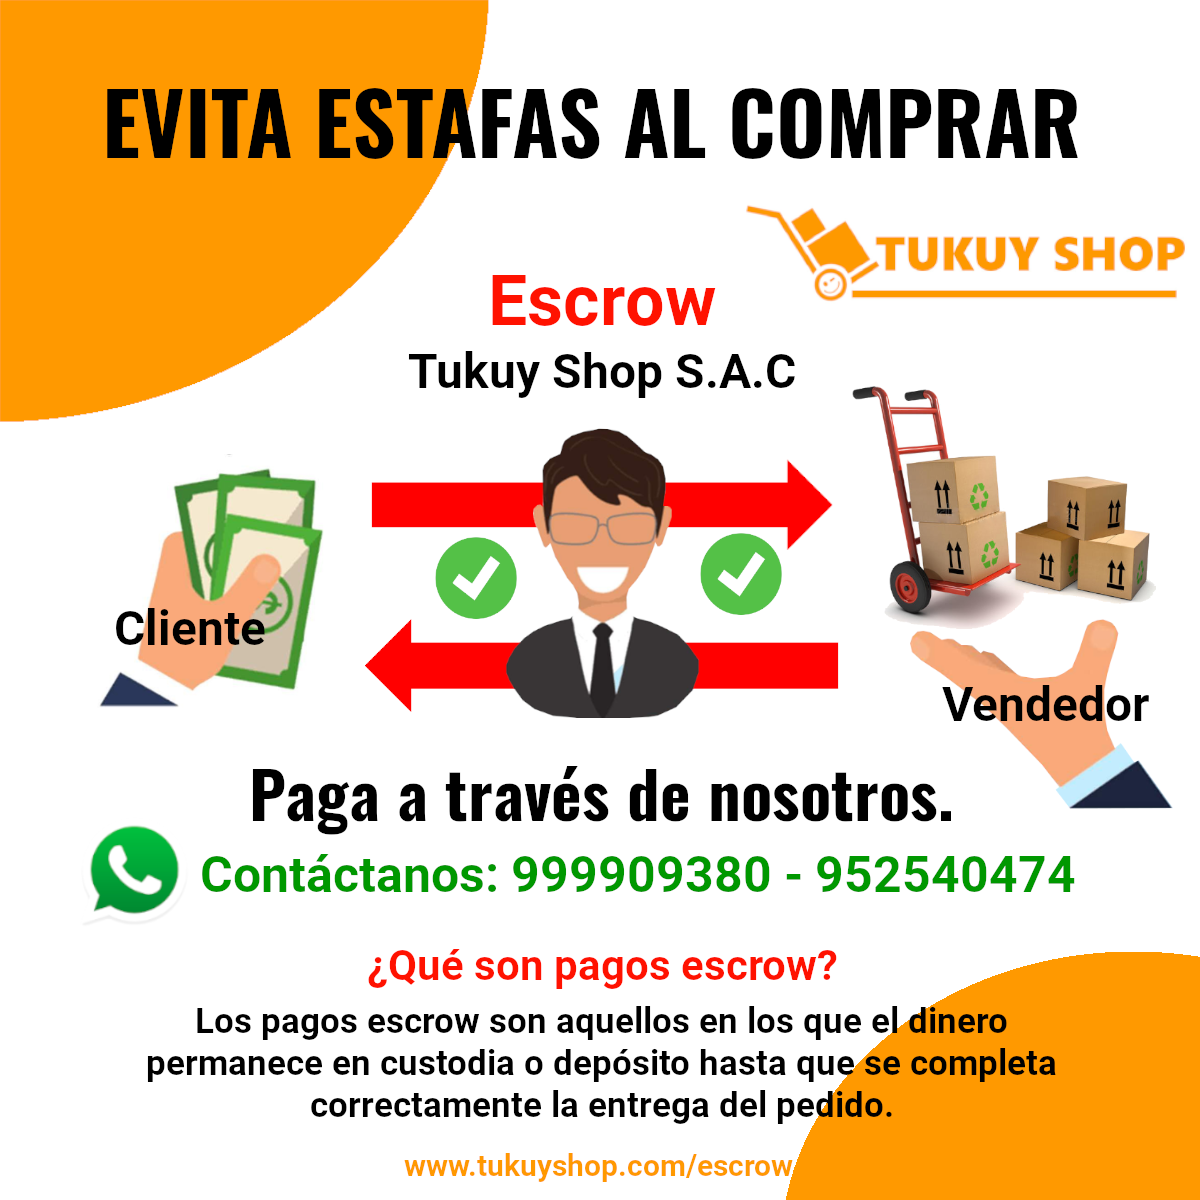 EVITA ESTAFAS AL COMPRAR
TUKUY SHOP
Escrow
Tukuy Shop S.A.C
Cliente
Vendedor
Paga a través de nosotros.
Contáctanos: 999909380 - 952540474
¿Qué son pagos escrow?
Los pagos escrow son aquellos en los que el dinero
permanece en custodia o depósito hasta que se completa
correctamente la entrega del pedido.
www.tukuyshop.com/escrow